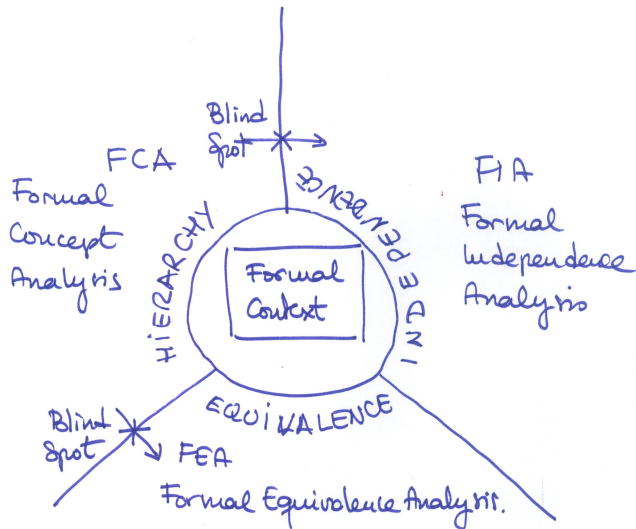 Blind
Spot
FCA
Formal
Concept
Analysis
FIA
Formal
Independence
Analysis
HiERARCHY
INDEPENDENCE
Formal
Context
EQUiVALENCE
Blind
Spot
FEA
Formal Equivalence Analysis.